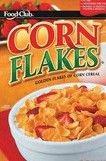 Food Club
CORN
FLAKES
GOLDEN FLAKES OF CORN CEREAL